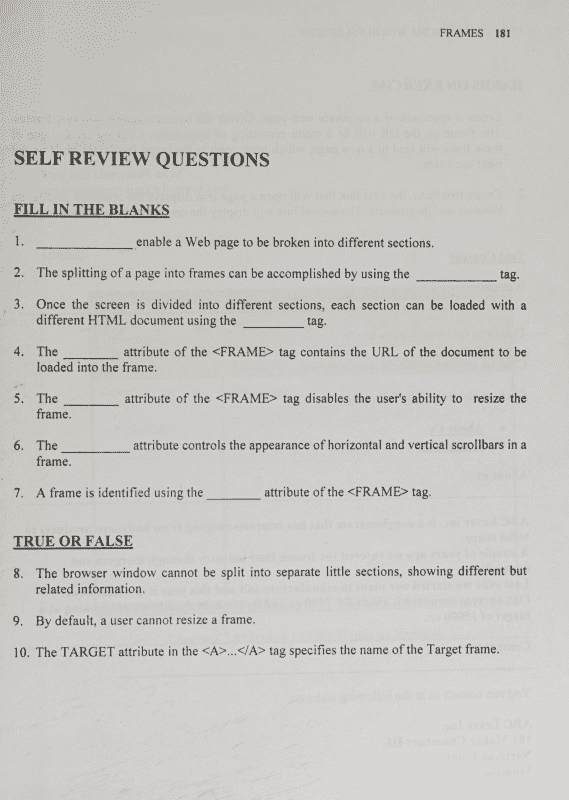 FRAMES 181
SELF REVIEW QUESTIONS
FILL IN THE BLANKS
1. ______________ enable a Web page to be broken into different sections.
2. The splitting of a page into frames can be accomplished by using the ____________ tag.
3. Once the screen is divided into different sections, each section can be loaded with a
different HTML document using the _________ tag.
4. The ________ attribute of the <FRAME> tag contains the URL of the document to be
loaded into the frame.
5. The ________ attribute of the <FRAME> tag disables the user's ability to resize the
frame.
6. The __________ attribute controls the appearance of horizontal and vertical scrollbars in a
frame.
7. A frame is identified using the ________ attribute of the <FRAME> tag.
TRUE OR FALSE
8. The browser window cannot be split into separate little sections, showing different but
related information.
9. By default, a user cannot resize a frame.
10. The TARGET attribute in the <A>...</A> tag specifies the name of the Target frame.